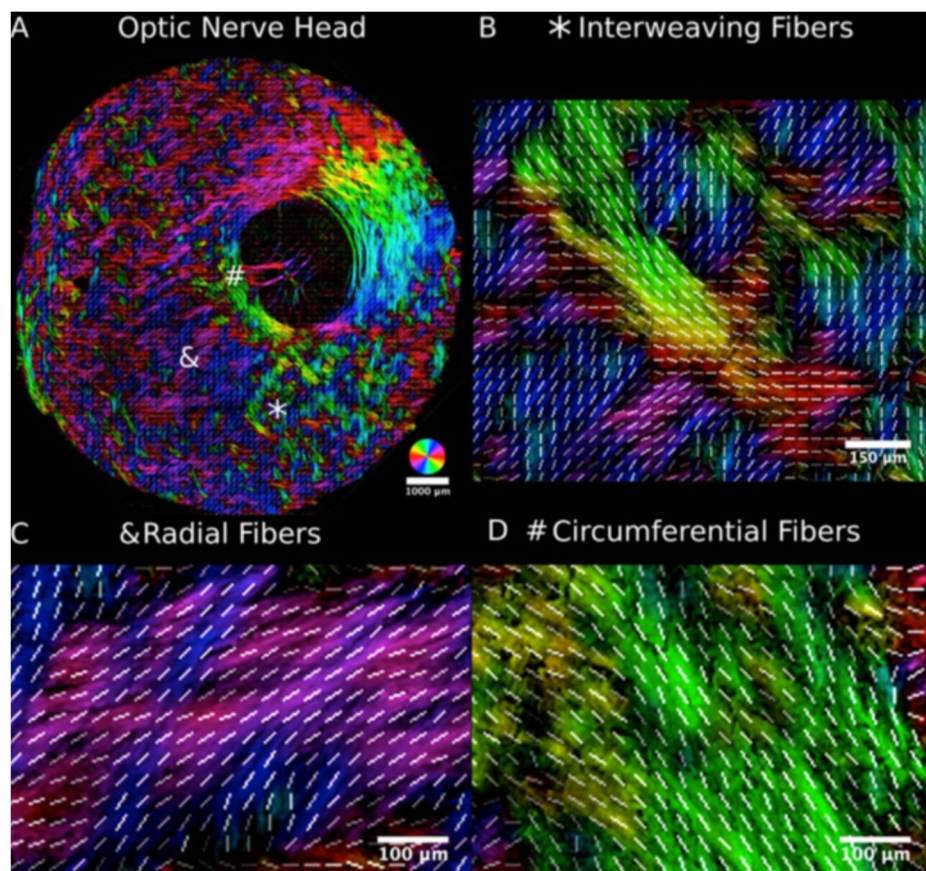 A Optic Nerve Head
#
&
*
1000 μm
B * Interweaving Fibers
150 μm
C &Radial Fibers
100 μm
D # Circumferential Fibers
100 μm